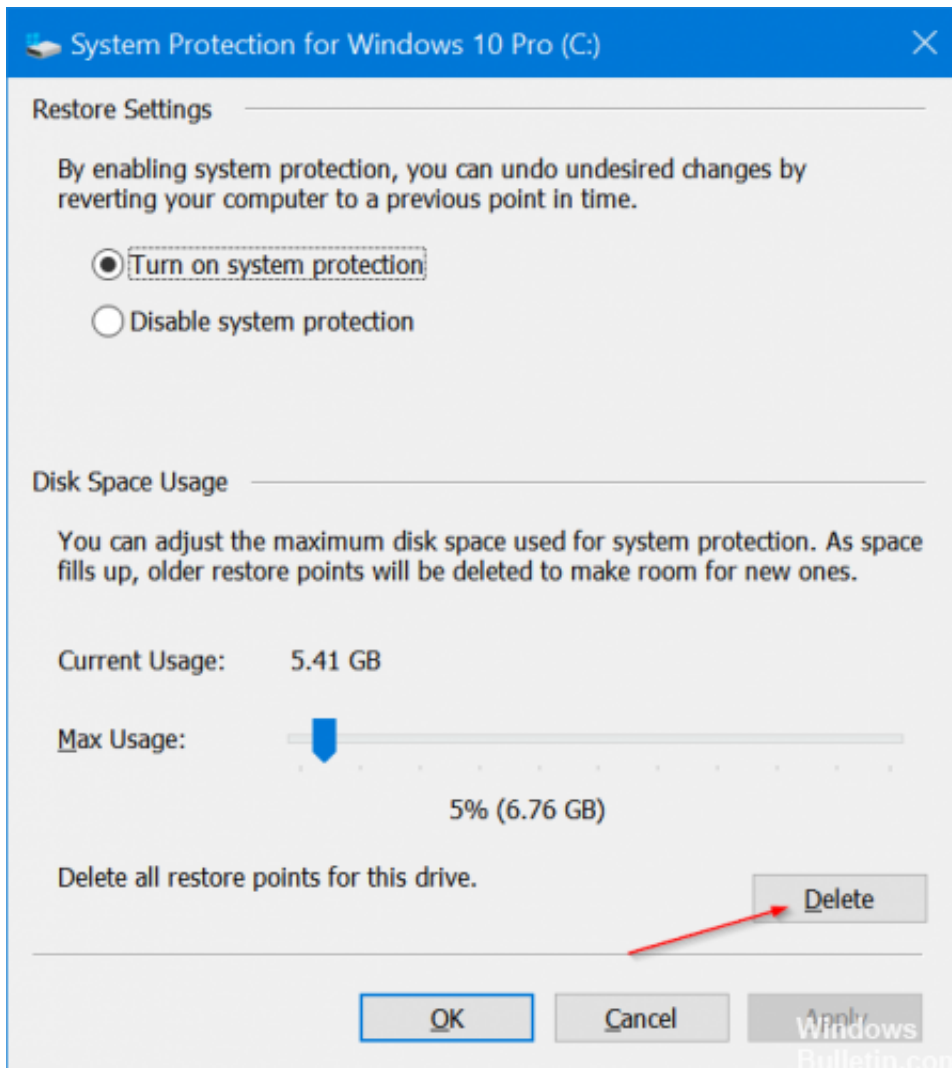 System Protection for Windows 10 Pro (C:)
Restore Settings
By enabling system protection, you can undo undesired changes by
reverting your computer to a previous point in time.
Turn on system protection
Disable system protection
Disk Space Usage
You can adjust the maximum disk space used for system protection. As space
fills up, older restore points will be deleted to make room for new ones.
Current Usage: 5.41 GB
Max Usage:
5% (6.76 GB)
Delete all restore points for this drive.
Delete
OK Cancel Apply
Windows
Bulletin.com